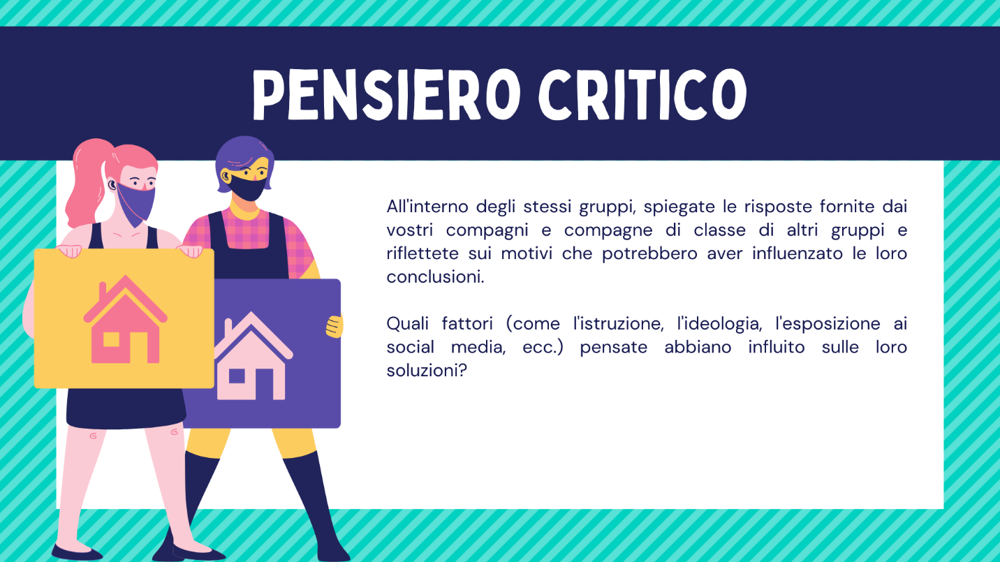 PENSIERO CRITICO
All'interno degli stessi gruppi, spiegate le risposte fornite dai
vostri compagni e compagne di classe di altri gruppi e
riflettete sui motivi che potrebbero aver influenzato le loro
conclusioni.
Quali fattori (come l'istruzione, l'ideologia, l'esposizione ai
social media, ecc.) pensate abbiano influito sulle loro
soluzioni?